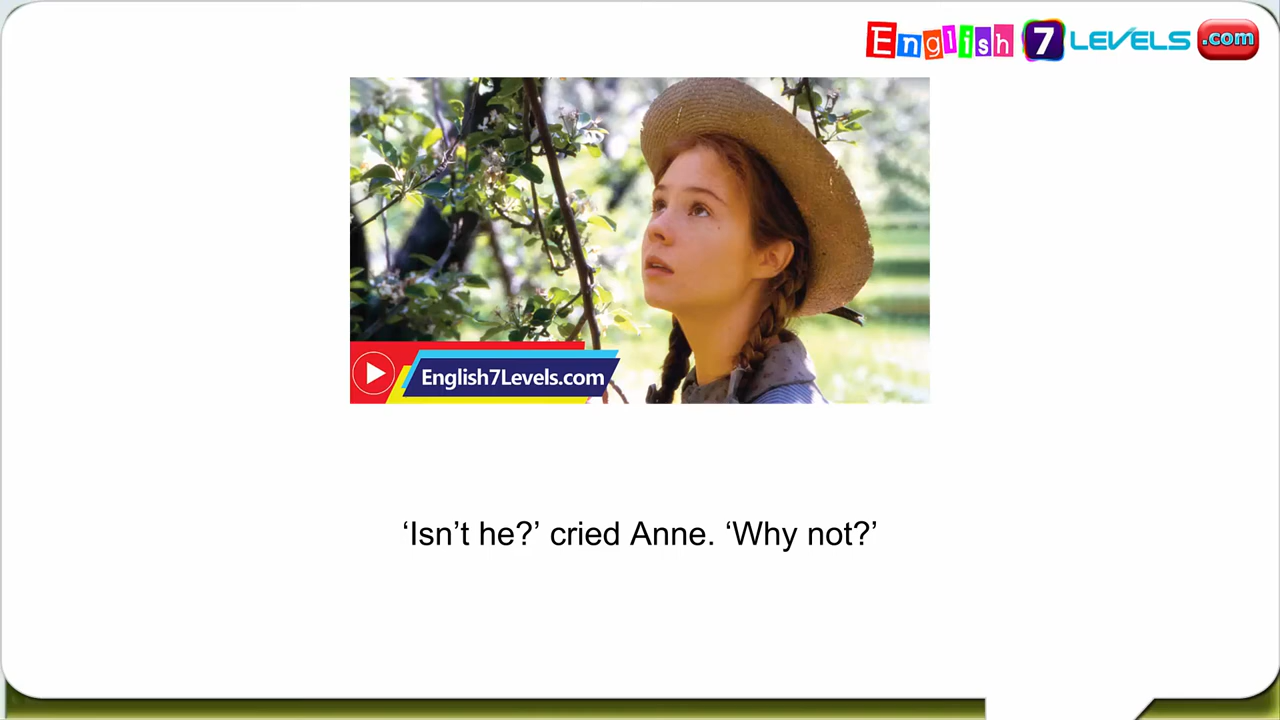 English 7 LEVELS .com
English7Levels.com
‘Isn’t he?’ cried Anne. ‘Why not?’